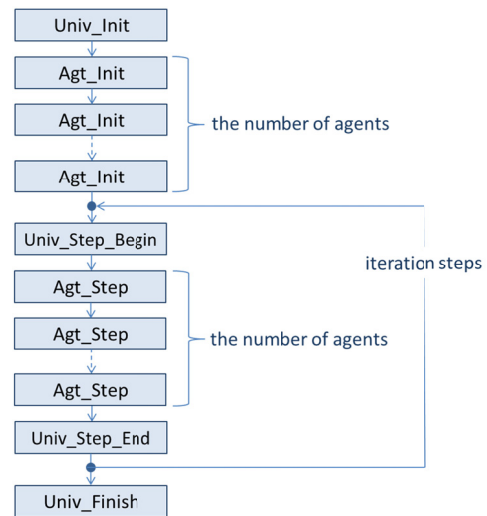 Univ_Init
Agt_Init
Agt_Init
the number of agents
Agt_Init
Univ_Step_Begin
iteration steps
Agt_Step
Agt_Step
the number of agents
Agt_Step
Univ_Step_End
Univ_Finish